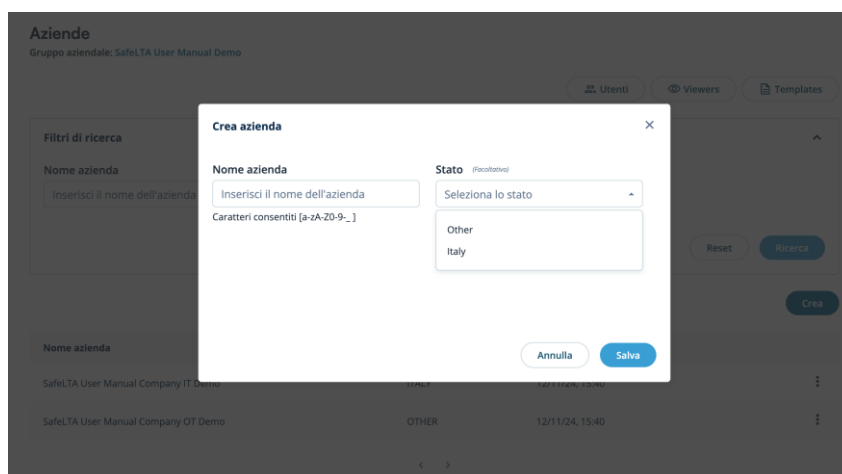 Aziende
Gruppo aziendale: SafeLTA User Manual Demo
Utenti
Viewers
Templates
Crea azienda
Filtri di ricerca
Nome azienda
Inserisci il nome dell'azienda
Nome azienda
Stato (Facoltativo)
Inserisci il nome dell'azienda
Seleziona lo stato
Caratteri consentiti [a-zA-Z0-9-_ ]
Other
Italy
Reset
Ricerca
Crea
Annulla
Salva
Nome azienda
SafeLTA User Manual Company IT Demo
ITALY
12/11/24, 15:40
SafeLTA User Manual Company OT Demo
OTHER
12/11/24, 15:40